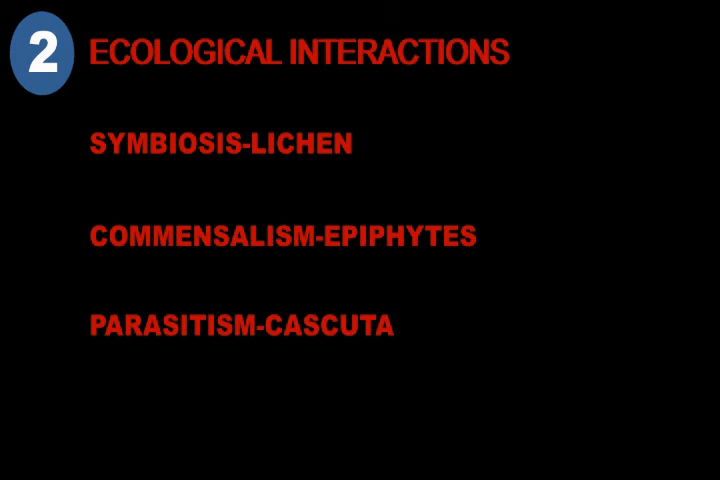 2 ECOLOGICAL INTERACTIONS
SYMBIOSIS-LICHEN
COMMENSALISM-EPIPHYTES
PARASITISM-CASCUTA